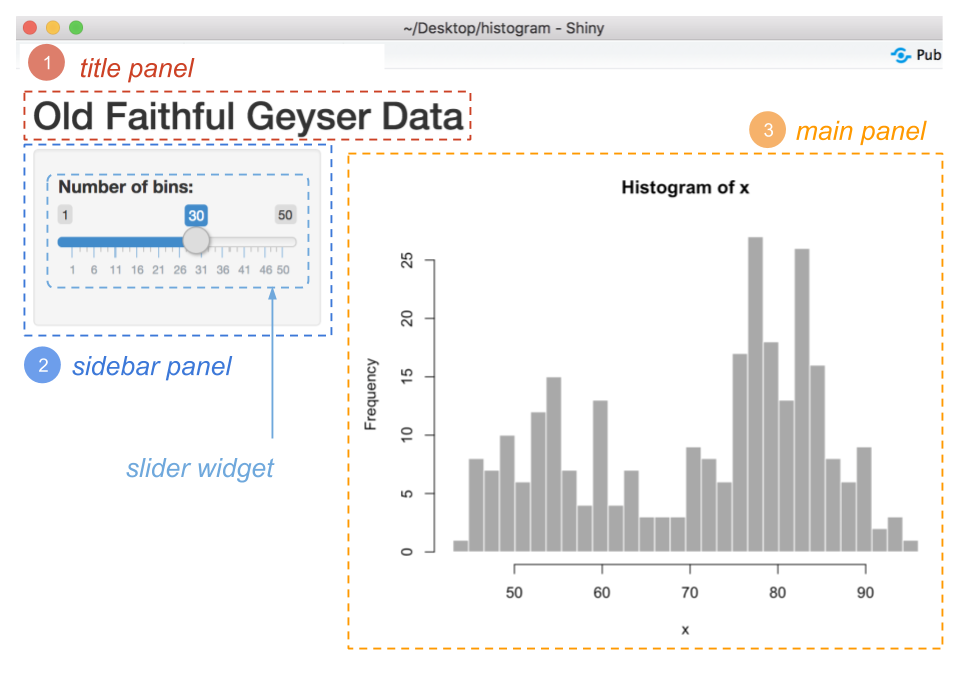 ~/Desktop/histogram - Shiny
Pub
1 title panel
Old Faithful Geyser Data
3 main panel
Number of bins:
1 30 50
1 6 11 16 21 26 31 36 41 46 50
2 sidebar panel
slider widget
Histogram of x
Frequency
25
20
15
10
5
0
50 60 70 80 90
x